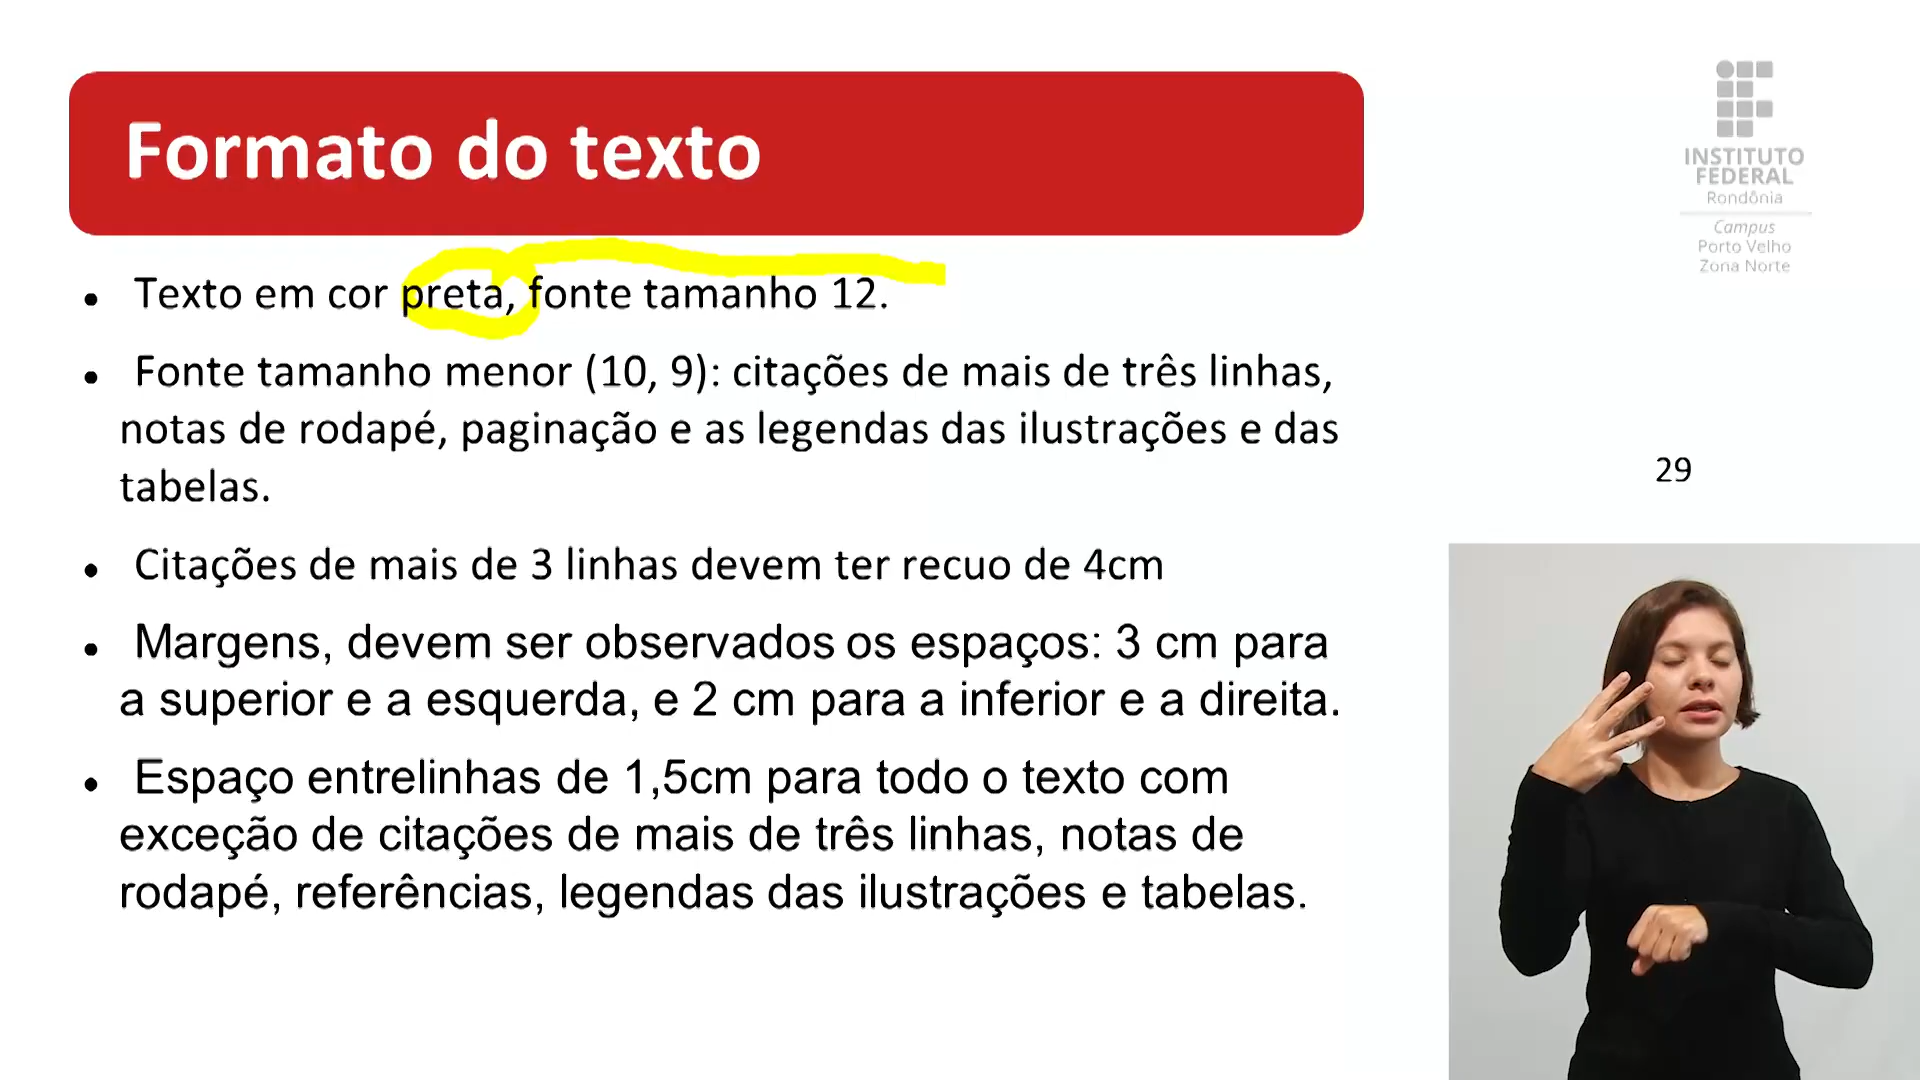 Formato do texto
INSTITUTO
FEDERAL
Rondônia
Campus
Porto Velho
Zona Norte
• Texto em cor preta, fonte tamanho 12.
• Fonte tamanho menor (10, 9): citações de mais de três linhas,
notas de rodapé, paginação e as legendas das ilustrações e das
tabelas.
29
• Citações de mais de 3 linhas devem ter recuo de 4cm
• Margens, devem ser observados os espaços: 3 cm para
a superior e a esquerda, e 2 cm para a inferior e a direita.
• Espaço entrelinhas de 1,5cm para todo o texto com
exceção de citações de mais de três linhas, notas de
rodapé, referências, legendas das ilustrações e tabelas.